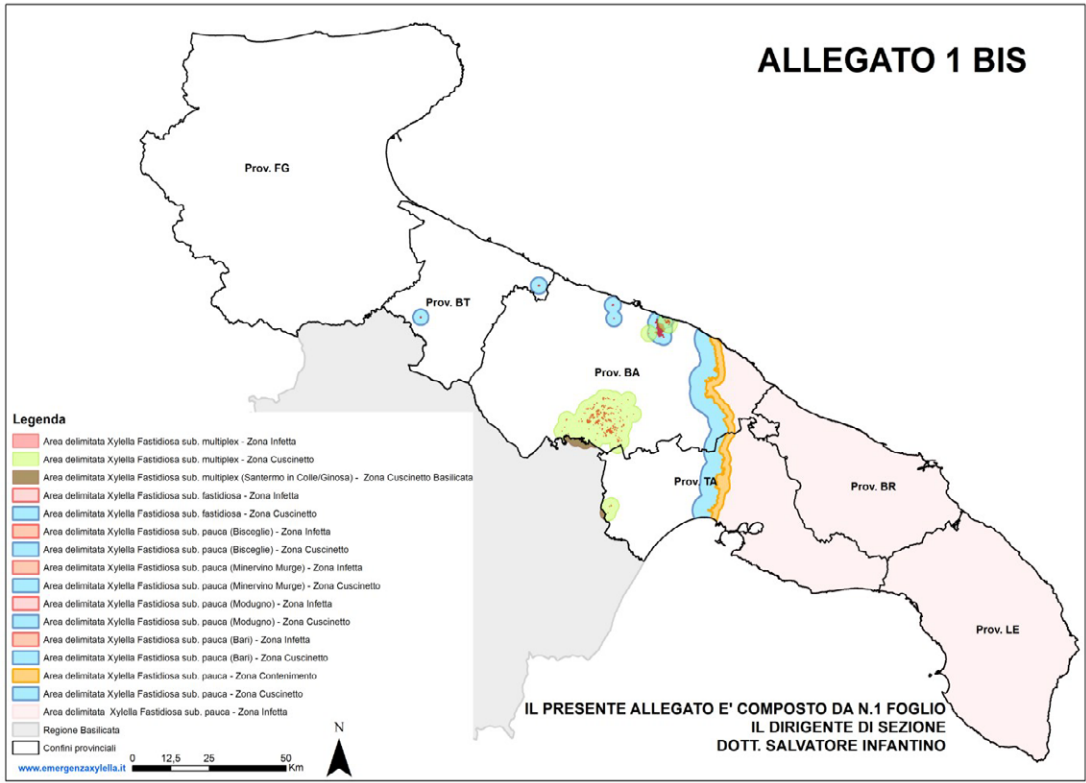 ALLEGATO 1 BIS
Prov. FG
Prov. BT
Prov. BA
Prov. TA
Prov. BR
Prov. LE
Legenda
Area delimitata Xylella Fastidiosa sub. multiplex - Zona Infetta
Area delimitata Xylella Fastidiosa sub. multiplex - Zona Cuscinetto
Area delimitata Xylella Fastidiosa sub. multiplex (Santermo in Colle/Ginosa) - Zona Cuscinetto Basilicata
Area delimitata Xylella Fastidiosa sub. fastidiosa - Zona Infetta
Area delimitata Xylella Fastidiosa sub. fastidiosa - Zona Cuscinetto
Area delimitata Xylella Fastidiosa sub. pauca (Bisceglie) - Zona Infetta
Area delimitata Xylella Fastidiosa sub. pauca (Bisceglie) - Zona Cuscinetto
Area delimitata Xylella Fastidiosa sub. pauca (Minervino Murge) - Zona Infetta
Area delimitata Xylella Fastidiosa sub. pauca (Minervino Murge) - Zona Cuscinetto
Area delimitata Xylella Fastidiosa sub. pauca (Modugno) - Zona Infetta
Area delimitata Xylella Fastidiosa sub. pauca (Modugno) - Zona Cuscinetto
Area delimitata Xylella Fastidiosa sub. pauca (Bari) - Zona Infetta
Area delimitata Xylella Fastidiosa sub. pauca (Bari) - Zona Cuscinetto
Area delimitata Xylella Fastidiosa sub. pauca - Zona Contenimento
Area delimitata Xylella Fastidiosa sub. pauca - Zona Cuscinetto
Area delimitata Xylella Fastidiosa sub. pauca - Zona Infetta
Regione Basilicata
Confini provinciali
www.emergenzaxylella.it
0 12,5 25 50
Km
N
IL PRESENTE ALLEGATO E' COMPOSTO DA N.1 FOGLIO
IL DIRIGENTE DI SEZIONE
DOTT. SALVATORE INFANTINO